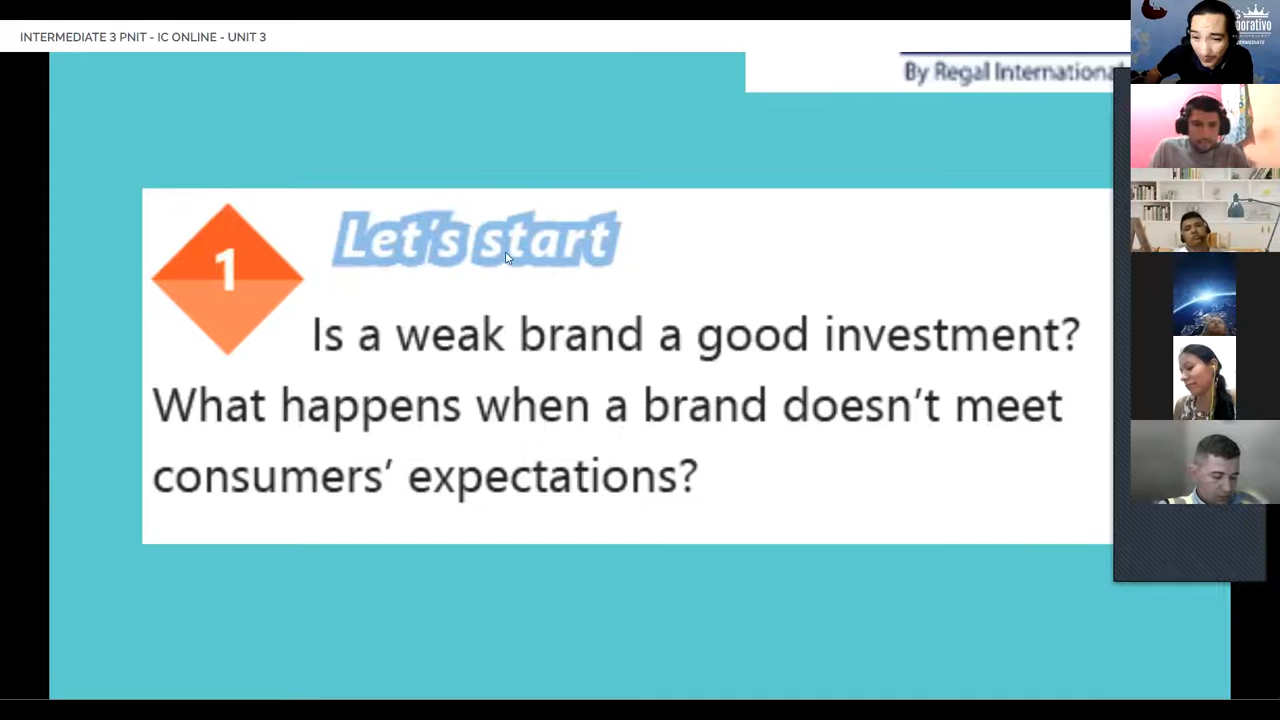 INTERMEDIATE 3 PNIT - IC ONLINE - UNIT 3
By Regal International
1
Let's start
Is a weak brand a good investment?
What happens when a brand doesn't meet
consumers' expectations?